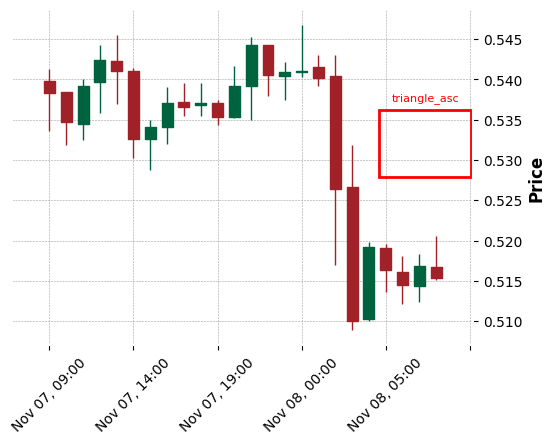 triangle_asc
0.545
0.540
0.535
0.530
0.525
0.520
0.515
0.510
Price
Nov 07, 09:00
Nov 07, 14:00
Nov 07, 19:00
Nov 08, 00:00
Nov 08, 05:00